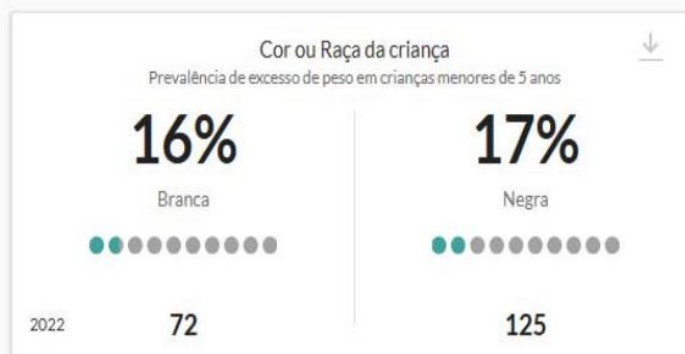 Cor ou Raça da criança
Prevalência de excesso de peso em crianças menores de 5 anos
16% 17%
Branca Negra
2022 72 125